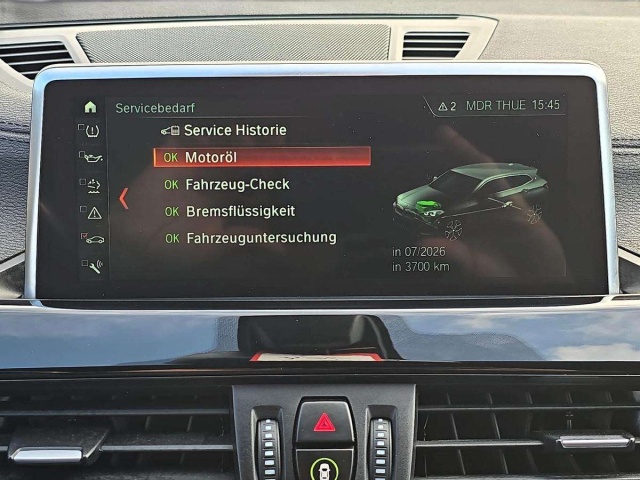 Servicebedarf
2 MDR THUE 15:45
Service Historie
OK Motoröl
OK Fahrzeug-Check
OK Bremsflüssigkeit
OK Fahrzeuguntersuchung
in 07/2026
in 3700 km